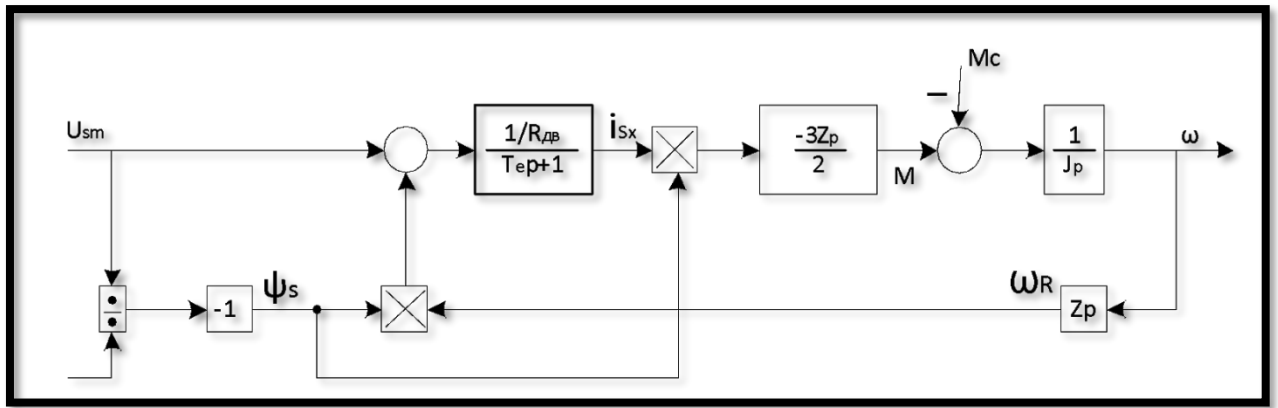 Mc
−
Usm
1/Rдв
Tep+1
iSx
-3Zp
2
M
1
Jp
ω
÷
-1
ψs
ωR
Zp